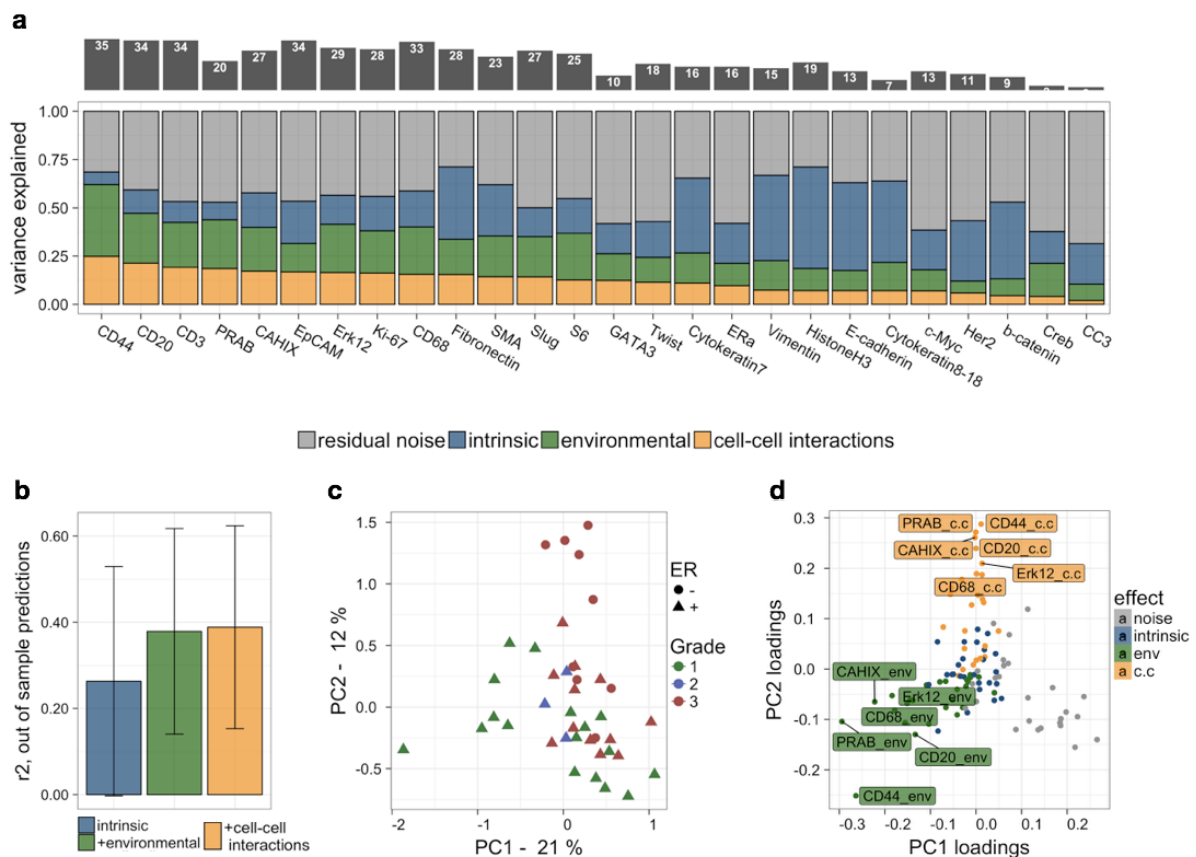 a
35 34 34 20 27 34 29 28 33 28 23 27 25 10 18 16 16 15 19 13 7 13 11 9
1.00
0.75
0.50
0.25
0.00
variance explained
CD44 CD20 CD3 PRAB CAHIX EpCAM Erk12 Ki-67 CD68 Fibronectin SMA Slug S6 GATA3 Twist Cytokeratin7 ERa Vimentin HistoneH3 E-cadherin Cytokeratin8-18 c-Myc Her2 b-catenin Creb CC3
residual noise intrinsic environmental cell-cell interactions
b
r2, out of sample predictions
0.60
0.40
0.20
0.00
intrinsic
+environmental
+cell-cell
interactions
c
PC2 - 12 %
1.5
1.0
0.5
0.0
-0.5
-2 -1 0 1
PC1 - 21 %
ER
-
+
Grade
1
2
3
d
PC2 loadings
0.3
0.2
0.1
0.0
-0.1
-0.2
PRAB_c.c CD44_c.c
CAHIX_c.c CD20_c.c
Erk12_c.c
CD68_c.c
CAHIX_env
Erk12_env
CD68_env
PRAB_env
CD20_env
CD44_env
-0.3 -0.2 -0.1 0.0 0.1 0.2
PC1 loadings
effect
a noise
a intrinsic
a env
a c.c